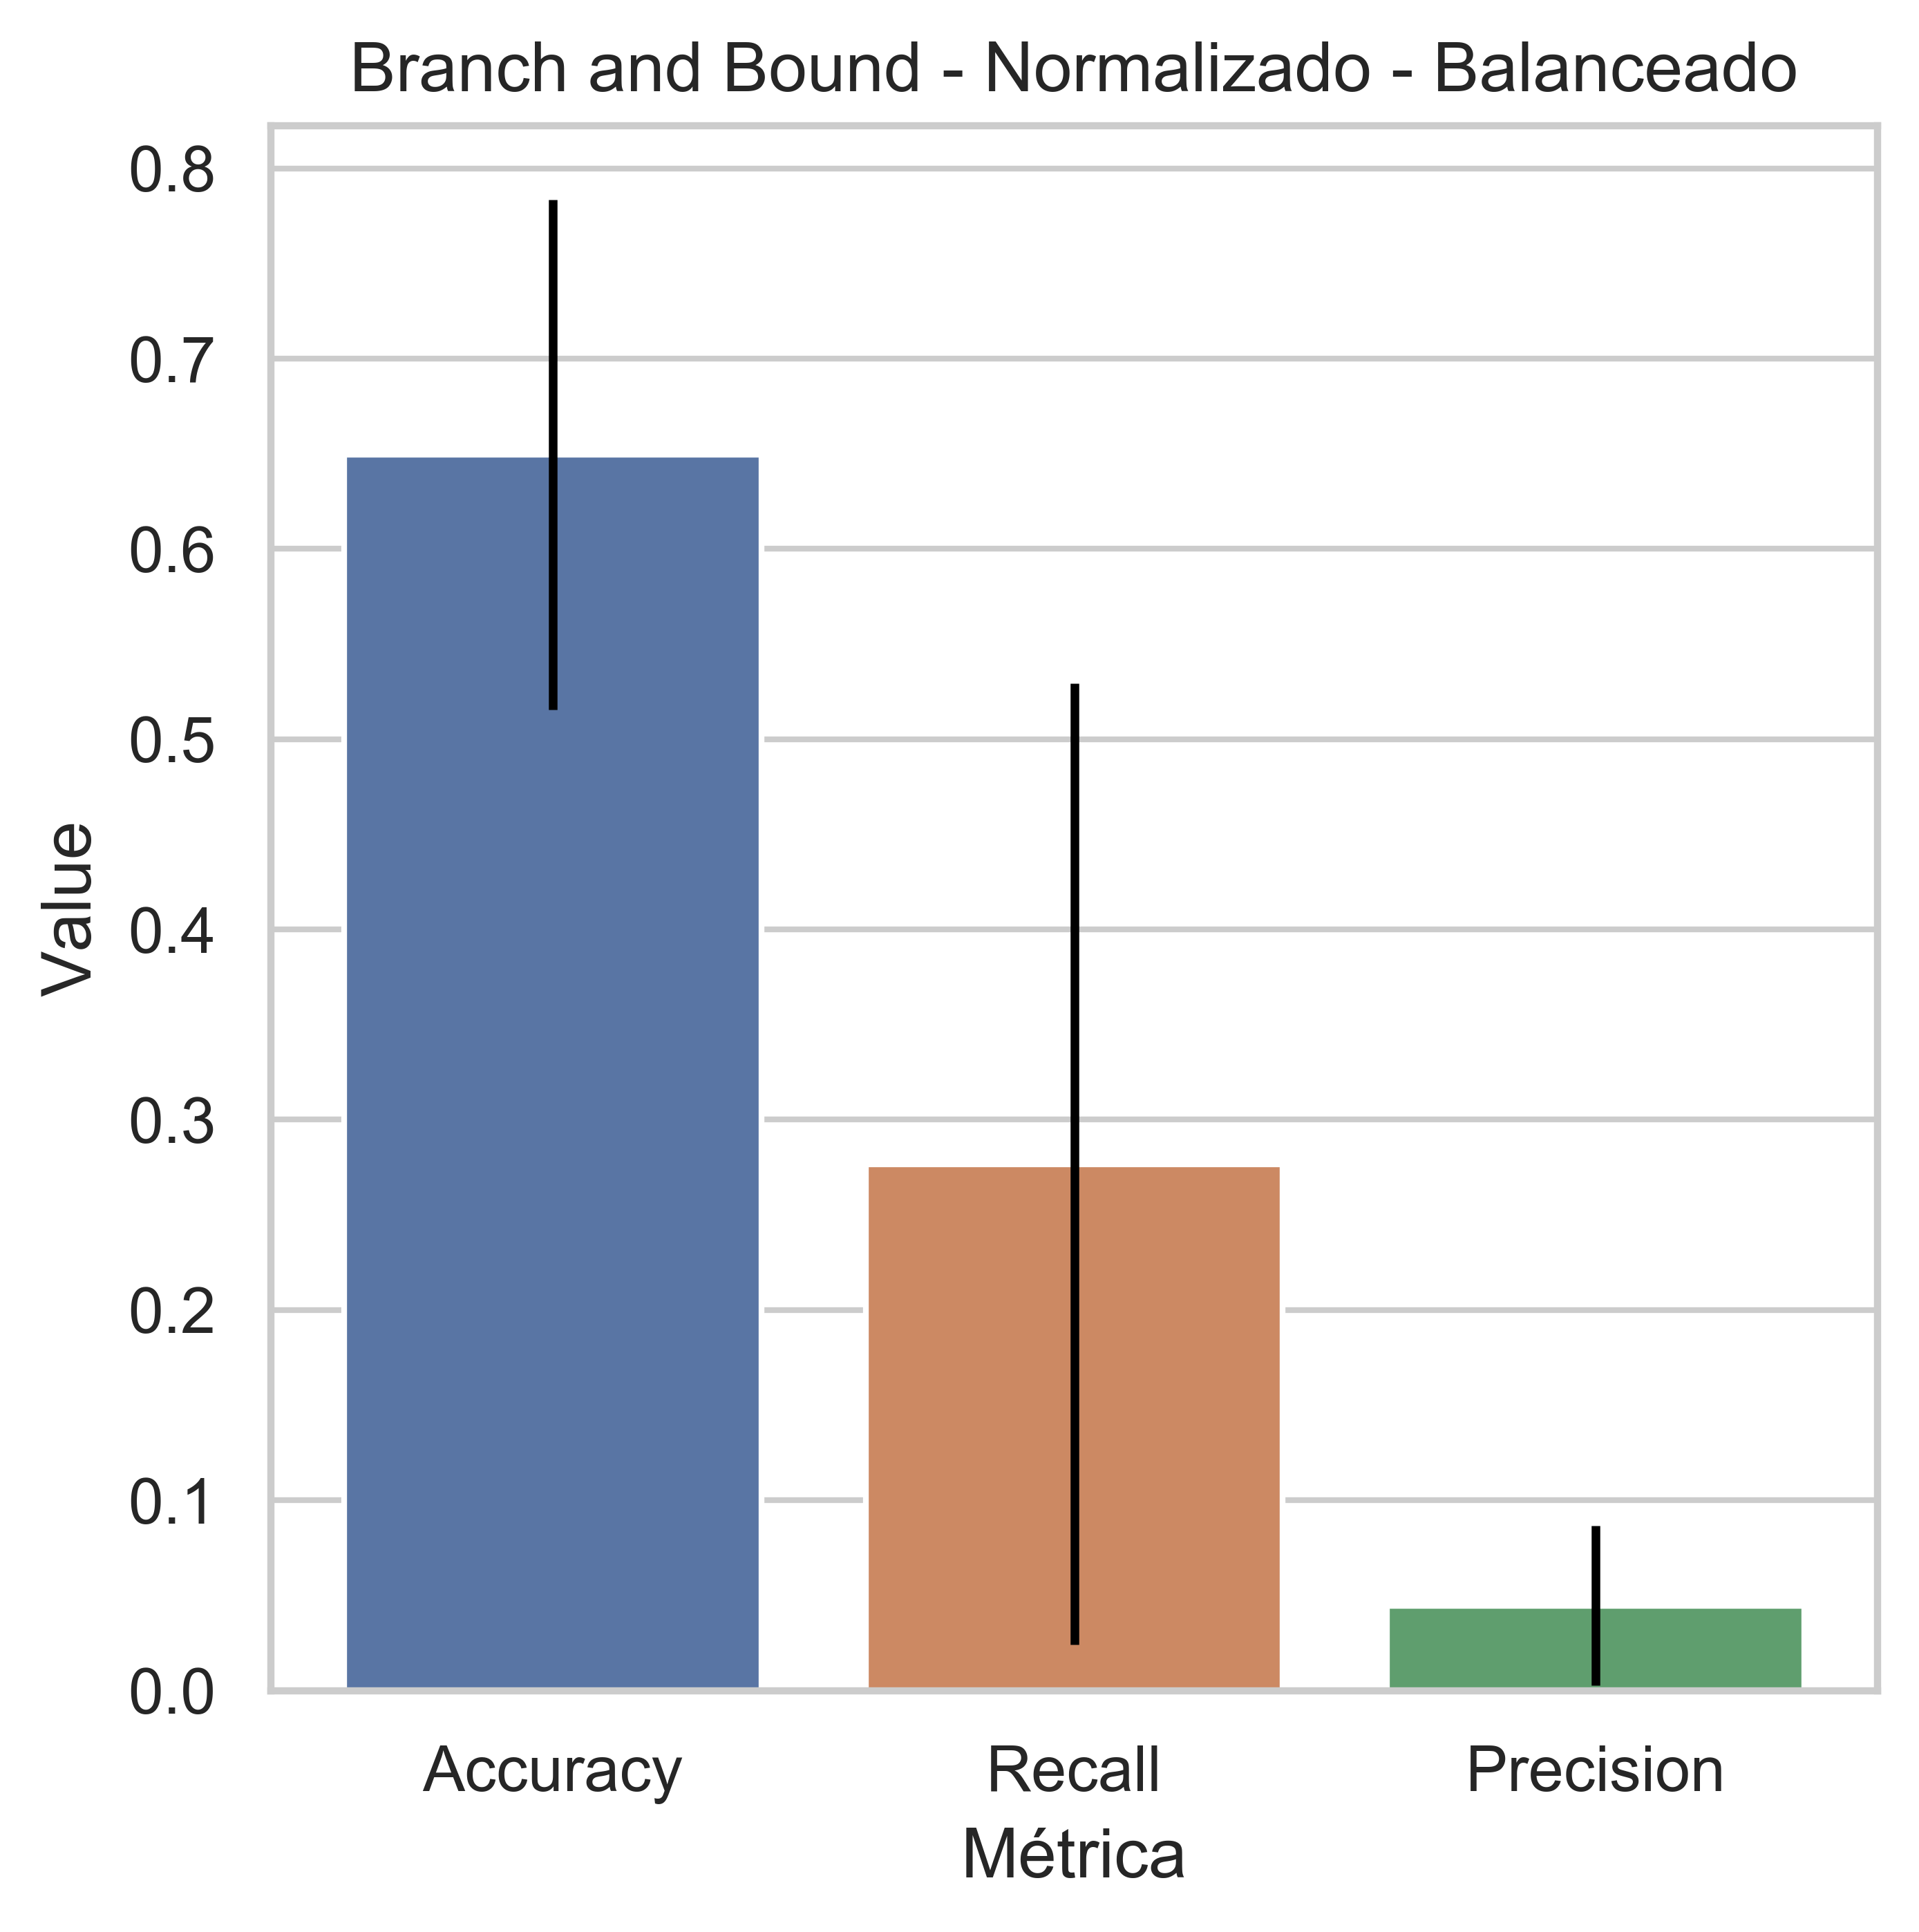 Branch and Bound - Normalizado - Balanceado
0.8
0.7
0.6
0.5
0.4
0.3
0.2
0.1
0.0
Value
Accuracy Recall Precision
Métrica